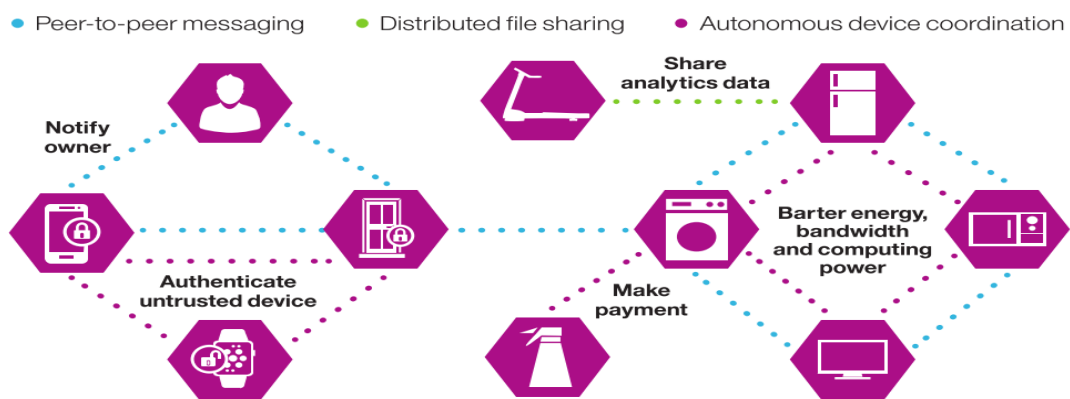 Peer-to-peer messaging
Distributed file sharing
Autonomous device coordination
Notify
owner
Share
analytics data
Authenticate
untrusted device
Make
payment
Barter energy,
bandwidth
and computing
power